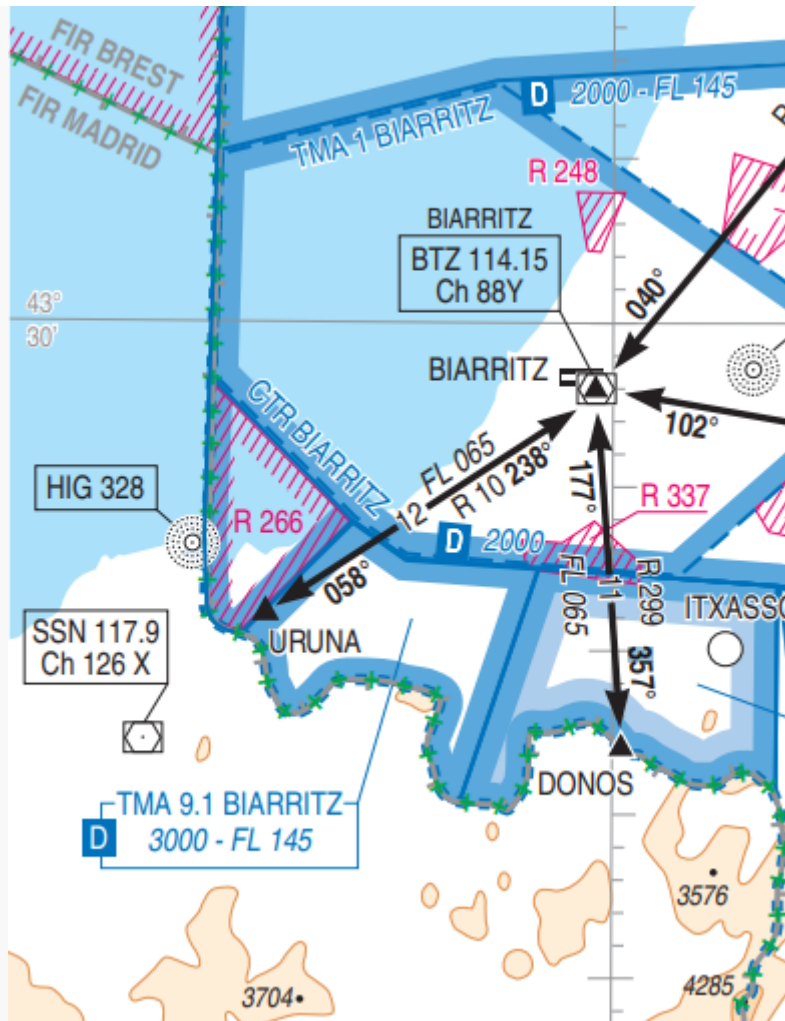 FIR BREST
FIR MADRID
TMA 1 BIARRITZ
D 2000 - FL 145
R 248
BIARRITZ
BTZ 114.15
Ch 88Y
040°
43°
30'
BIARRITZ
102°
CTR BIARRITZ
FL 065
12 R 10 238°
177°
HIG 328
R 266
R 337
D 2000
058°
FL 065
11
R 299
357°
ITXASSO
SSN 117.9
Ch 126 X
URUNA
DONOS
TMA 9.1 BIARRITZ
D 3000 - FL 145
3576
3704
4285